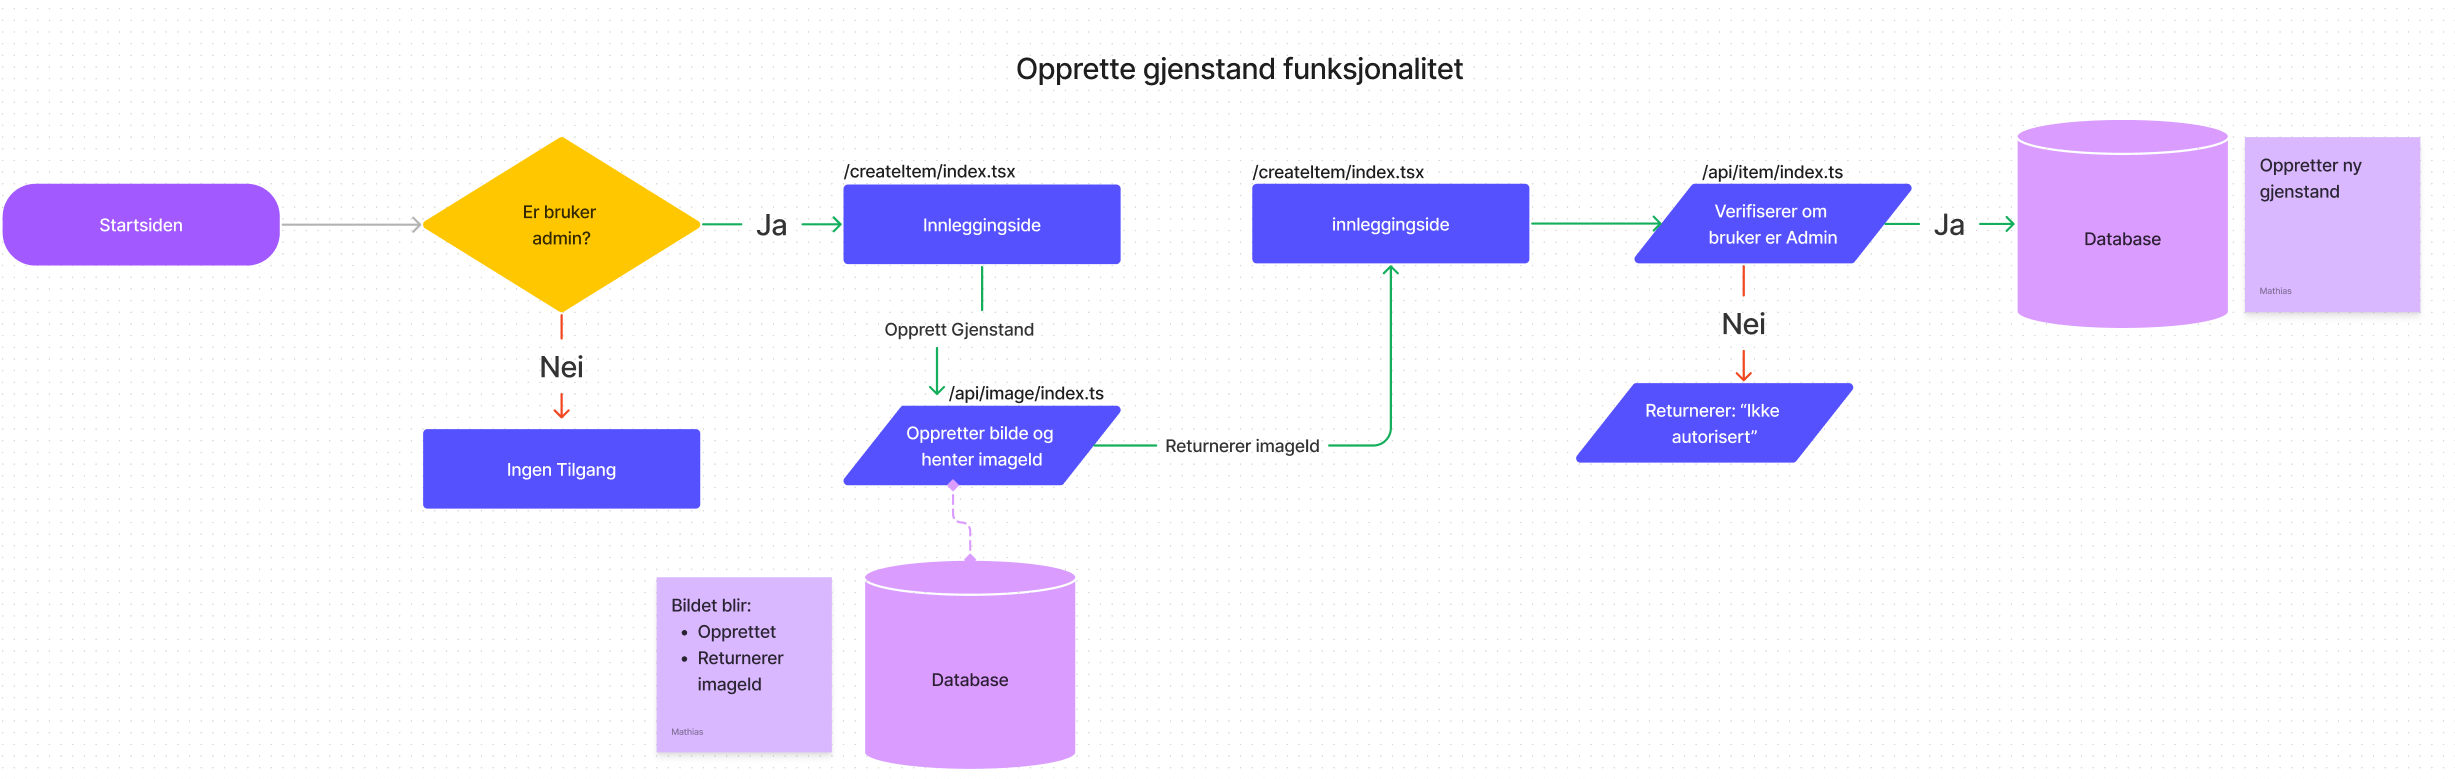 Opprette gjenstand funksjonalitet
Startsiden
Er bruker
admin?
Ja
Nei
Ingen Tilgang
/createItem/index.tsx
Innleggingside
Opprett Gjenstand
/api/image/index.ts
Oppretter bilde og
henter imageId
Returnerer imageId
Bildet blir:
• Opprettet
• Returnerer
imageId
Mathias
Database
/createItem/index.tsx
innleggingside
/api/item/index.ts
Verifiserer om
bruker er Admin
Ja
Nei
Returnerer: “Ikke
autorisert”
Database
Oppretter ny
gjenstand
Mathias